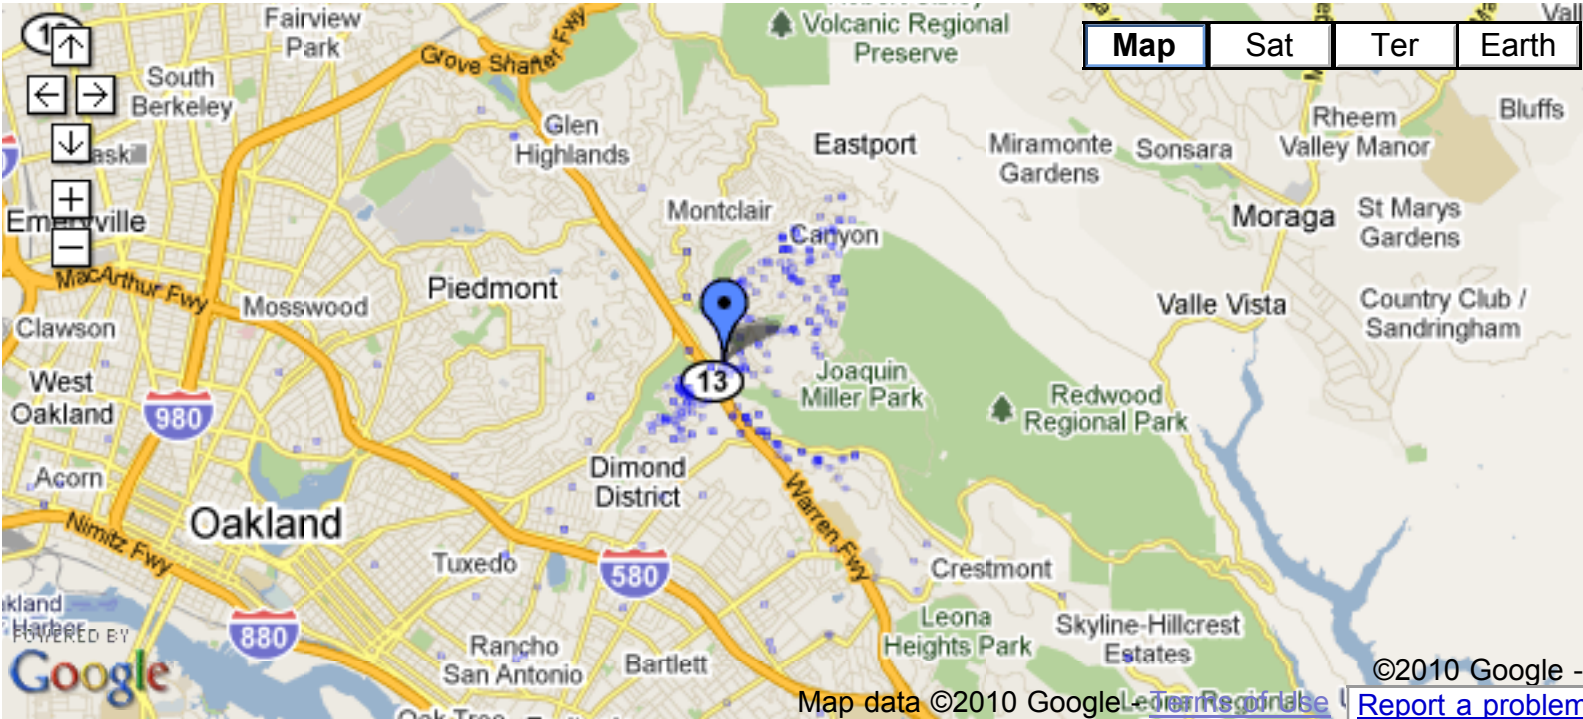 Fairview
Park
Volcanic Regional
Preserve
Map
Sat
Ter
Earth
Grove Shafter Fwy
South
Berkeley
Glen
Highlands
Eastport
Miramonte
Gardens
Sonsara
Rheem
Valley Manor
Bluffs
Emeryville
Montclair
Canyon
Moraga
St Marys
Gardens
MacArthur Fwy
Mosswood
Piedmont
Valle Vista
Country Club /
Sandringham
Clawson
West
Oakland
980
13
Joaquin
Miller Park
Redwood
Regional Park
Acorn
Dimond
District
Oakland
Nimitz Fwy
Warren Fwy
Tuxedo
580
Crestmont
880
Leona
Heights Park
Skyline-Hillcrest
Estates
Rancho
San Antonio
Bartlett
POWERED BY
Google
©2010 Google -
Map data ©2010 Google - Terms of Use
Report a problem